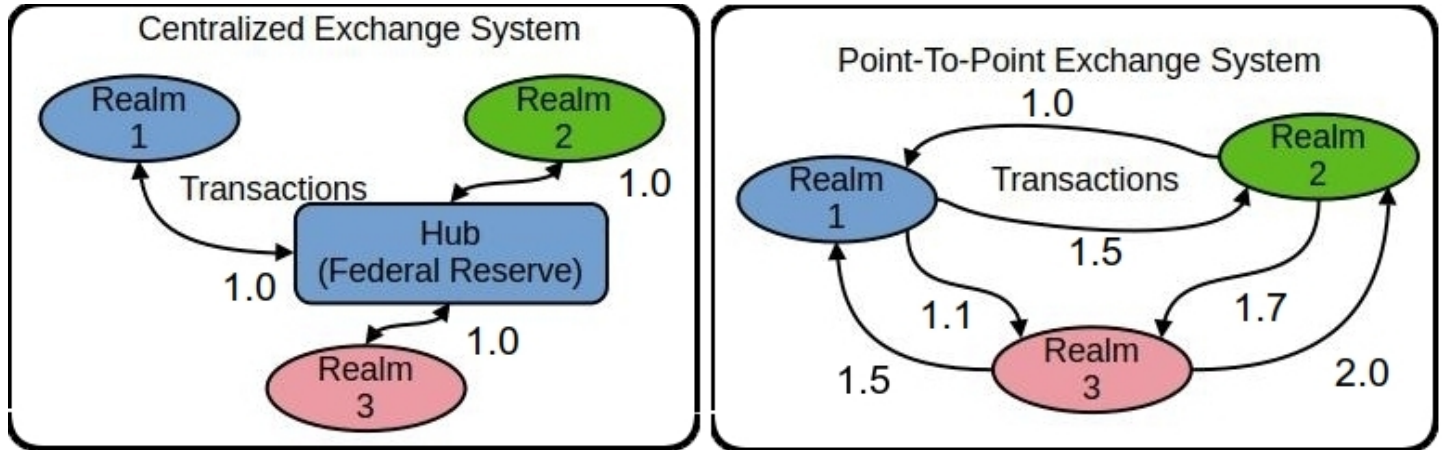 Centralized Exchange System
Realm
1
Realm
2
Transactions
1.0
Hub
(Federal Reserve)
1.0
1.0
Realm
3
Point-To-Point Exchange System
1.0
Realm
2
Realm
1
Transactions
1.5
1.1
1.7
Realm
3
1.5
2.0